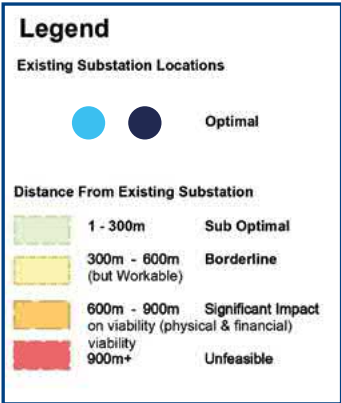 Legend
Existing Substation Locations
Optimal
Distance From Existing Substation
1 - 300m Sub Optimal
300m - 600m Borderline
(but Workable)
600m - 900m Significant Impact
on viability (physical & financial)
viability
900m+ Unfeasible